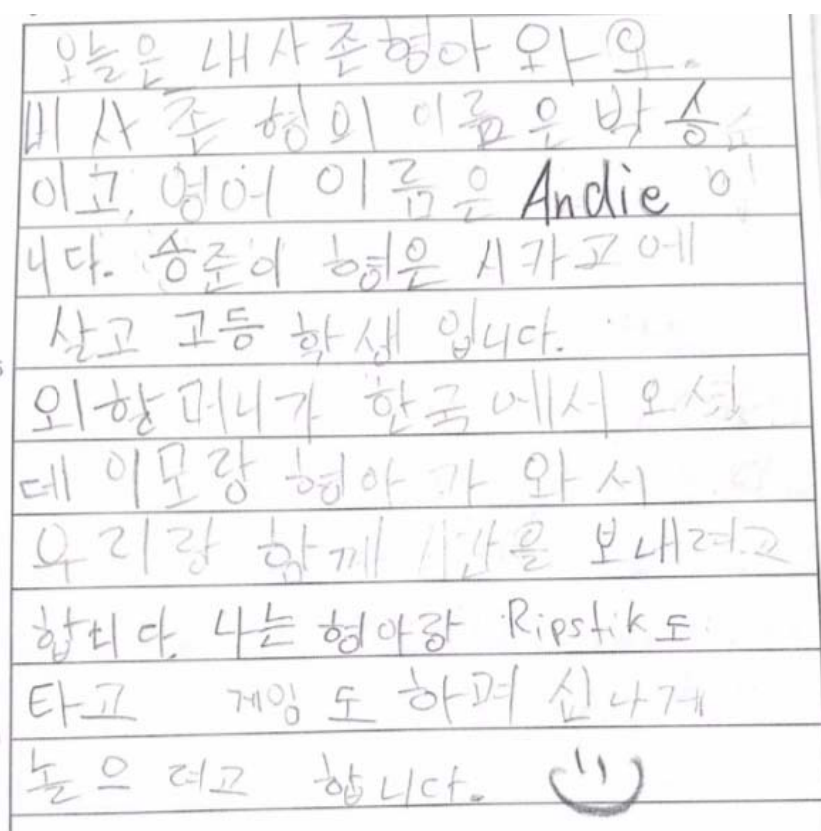 오늘은 내 사존형아 와요.
내 사존 형의 이름은 박승
이고, 영어 이름은 Andie 입
니다. 승준이 형은 시카고에
살고 고등 학생 입니다.
외항머니가 한국에서 오셨
데 이모랑 형아가 와서
우리랑 함께 시간을 보내려고
합니다. 나는 형아랑 Ripstik도
타고 게임도 하며 신나게
놀으려고 합니다.